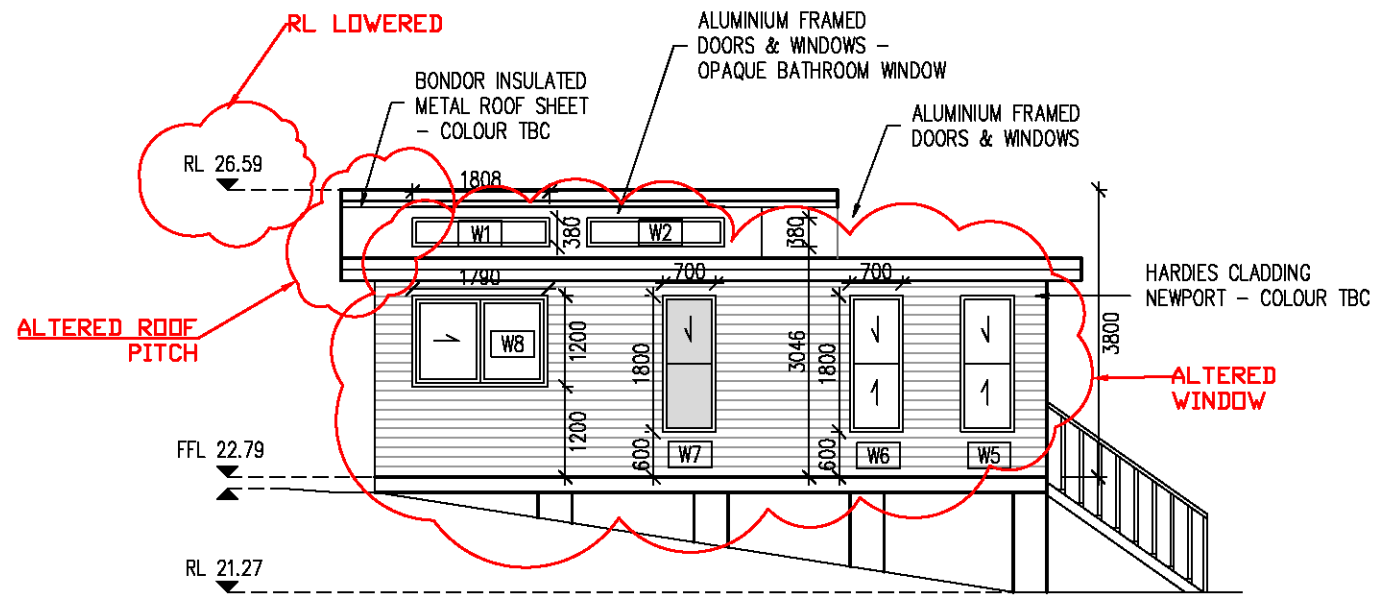 RL LOWERED
ALUMINIUM FRAMED
DOORS & WINDOWS –
OPAQUE BATHROOM WINDOW
BONDOR INSULATED
METAL ROOF SHEET
– COLOUR TBC
ALUMINIUM FRAMED
DOORS & WINDOWS
RL 26.59
1808
W1
380
W2
380
1790
700
700
HARDIES CLADDING
NEWPORT – COLOUR TBC
ALTERED ROOF
PITCH
W8
1200
1800
3046
1800
3800
ALTERED
WINDOW
1200
600
W7
600
W6
W5
FFL 22.79
RL 21.27